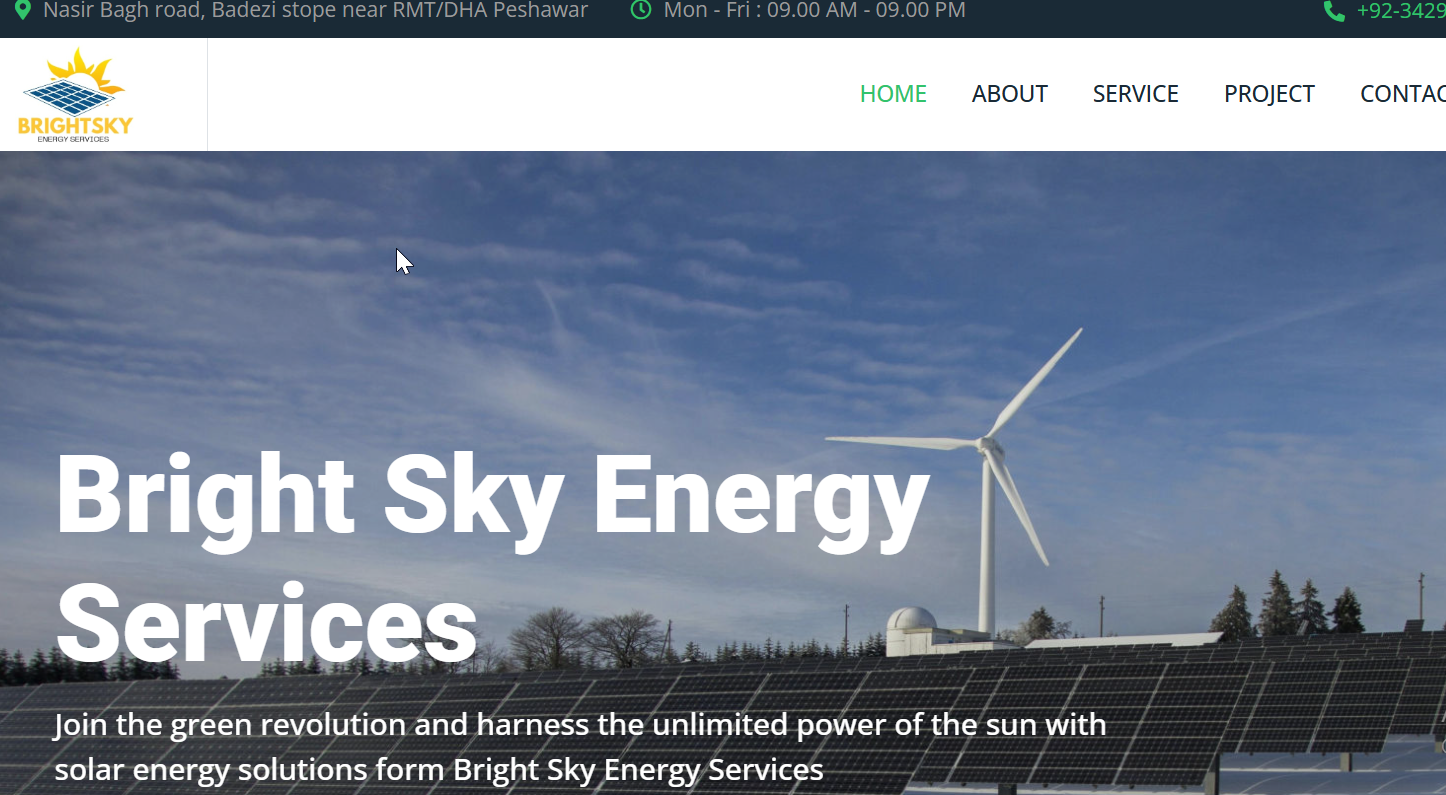 Nasir Bagh road, Badezi stope near RMT/DHA Peshawar Mon - Fri : 09.00 AM - 09.00 PM +92-3429
BRIGHTSKY
ENERGY SERVICES
HOME ABOUT SERVICE PROJECT CONTAC
Bright Sky Energy
Services
Join the green revolution and harness the unlimited power of the sun with
solar energy solutions form Bright Sky Energy Services